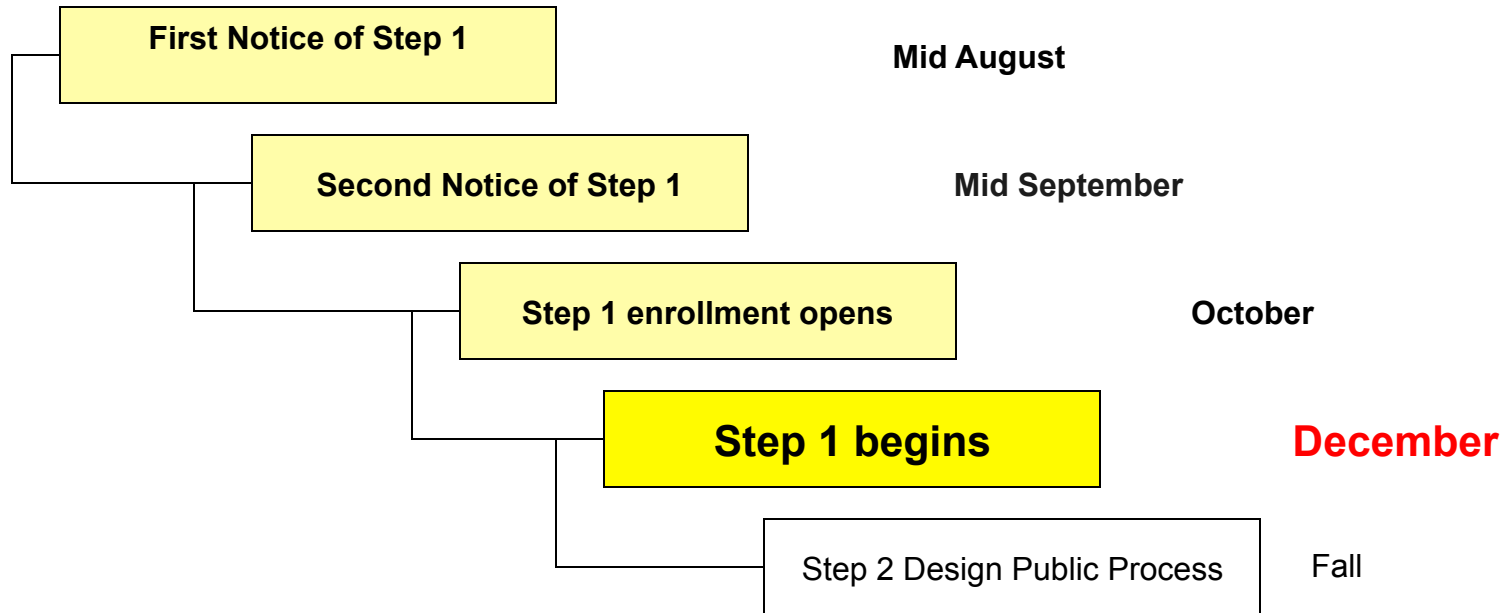 First Notice of Step 1
Mid August
Second Notice of Step 1
Mid September
Step 1 enrollment opens
October
Step 1 begins
December
Step 2 Design Public Process
Fall